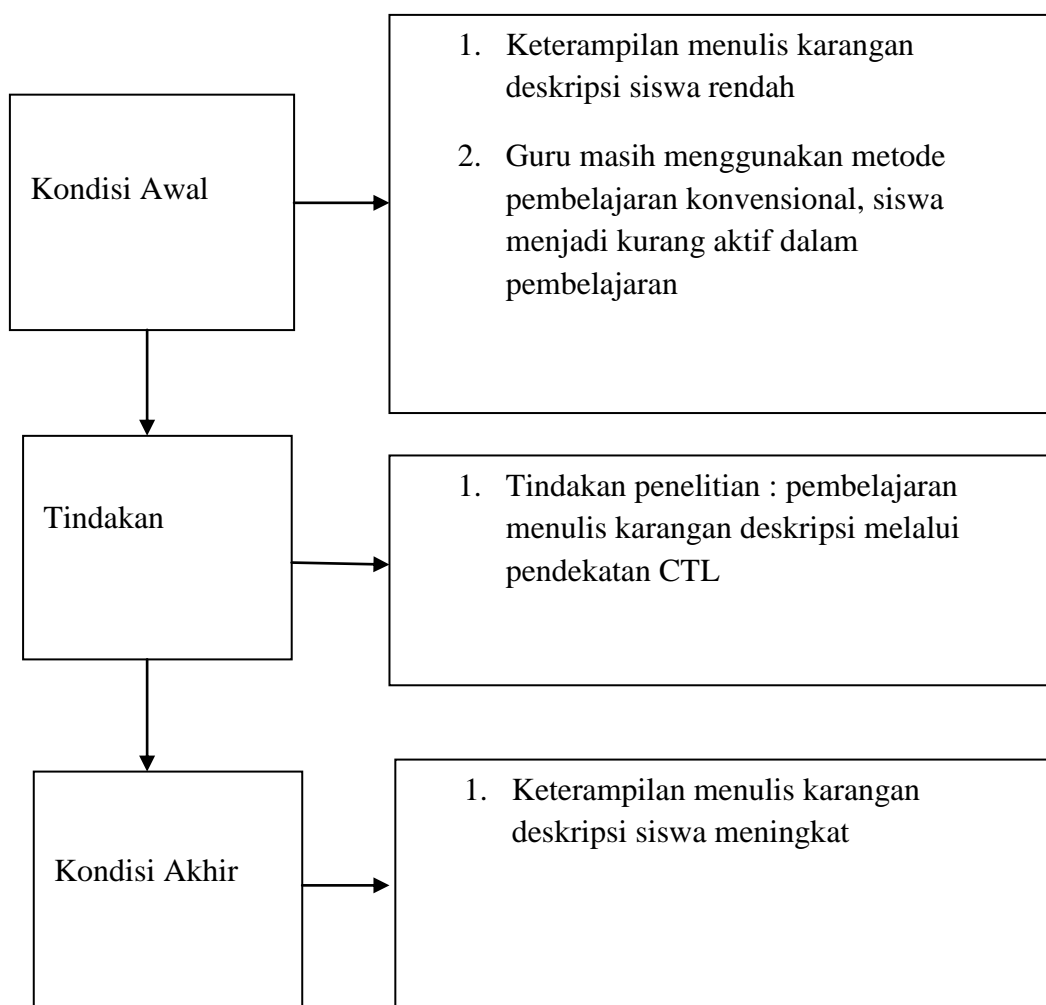 Kondisi Awal
1. Keterampilan menulis karangan
deskripsi siswa rendah
2. Guru masih menggunakan metode
pembelajaran konvensional, siswa
menjadi kurang aktif dalam
pembelajaran
Tindakan
1. Tindakan penelitian : pembelajaran
menulis karangan deskripsi melalui
pendekatan CTL
Kondisi Akhir
1. Keterampilan menulis karangan
deskripsi siswa meningkat